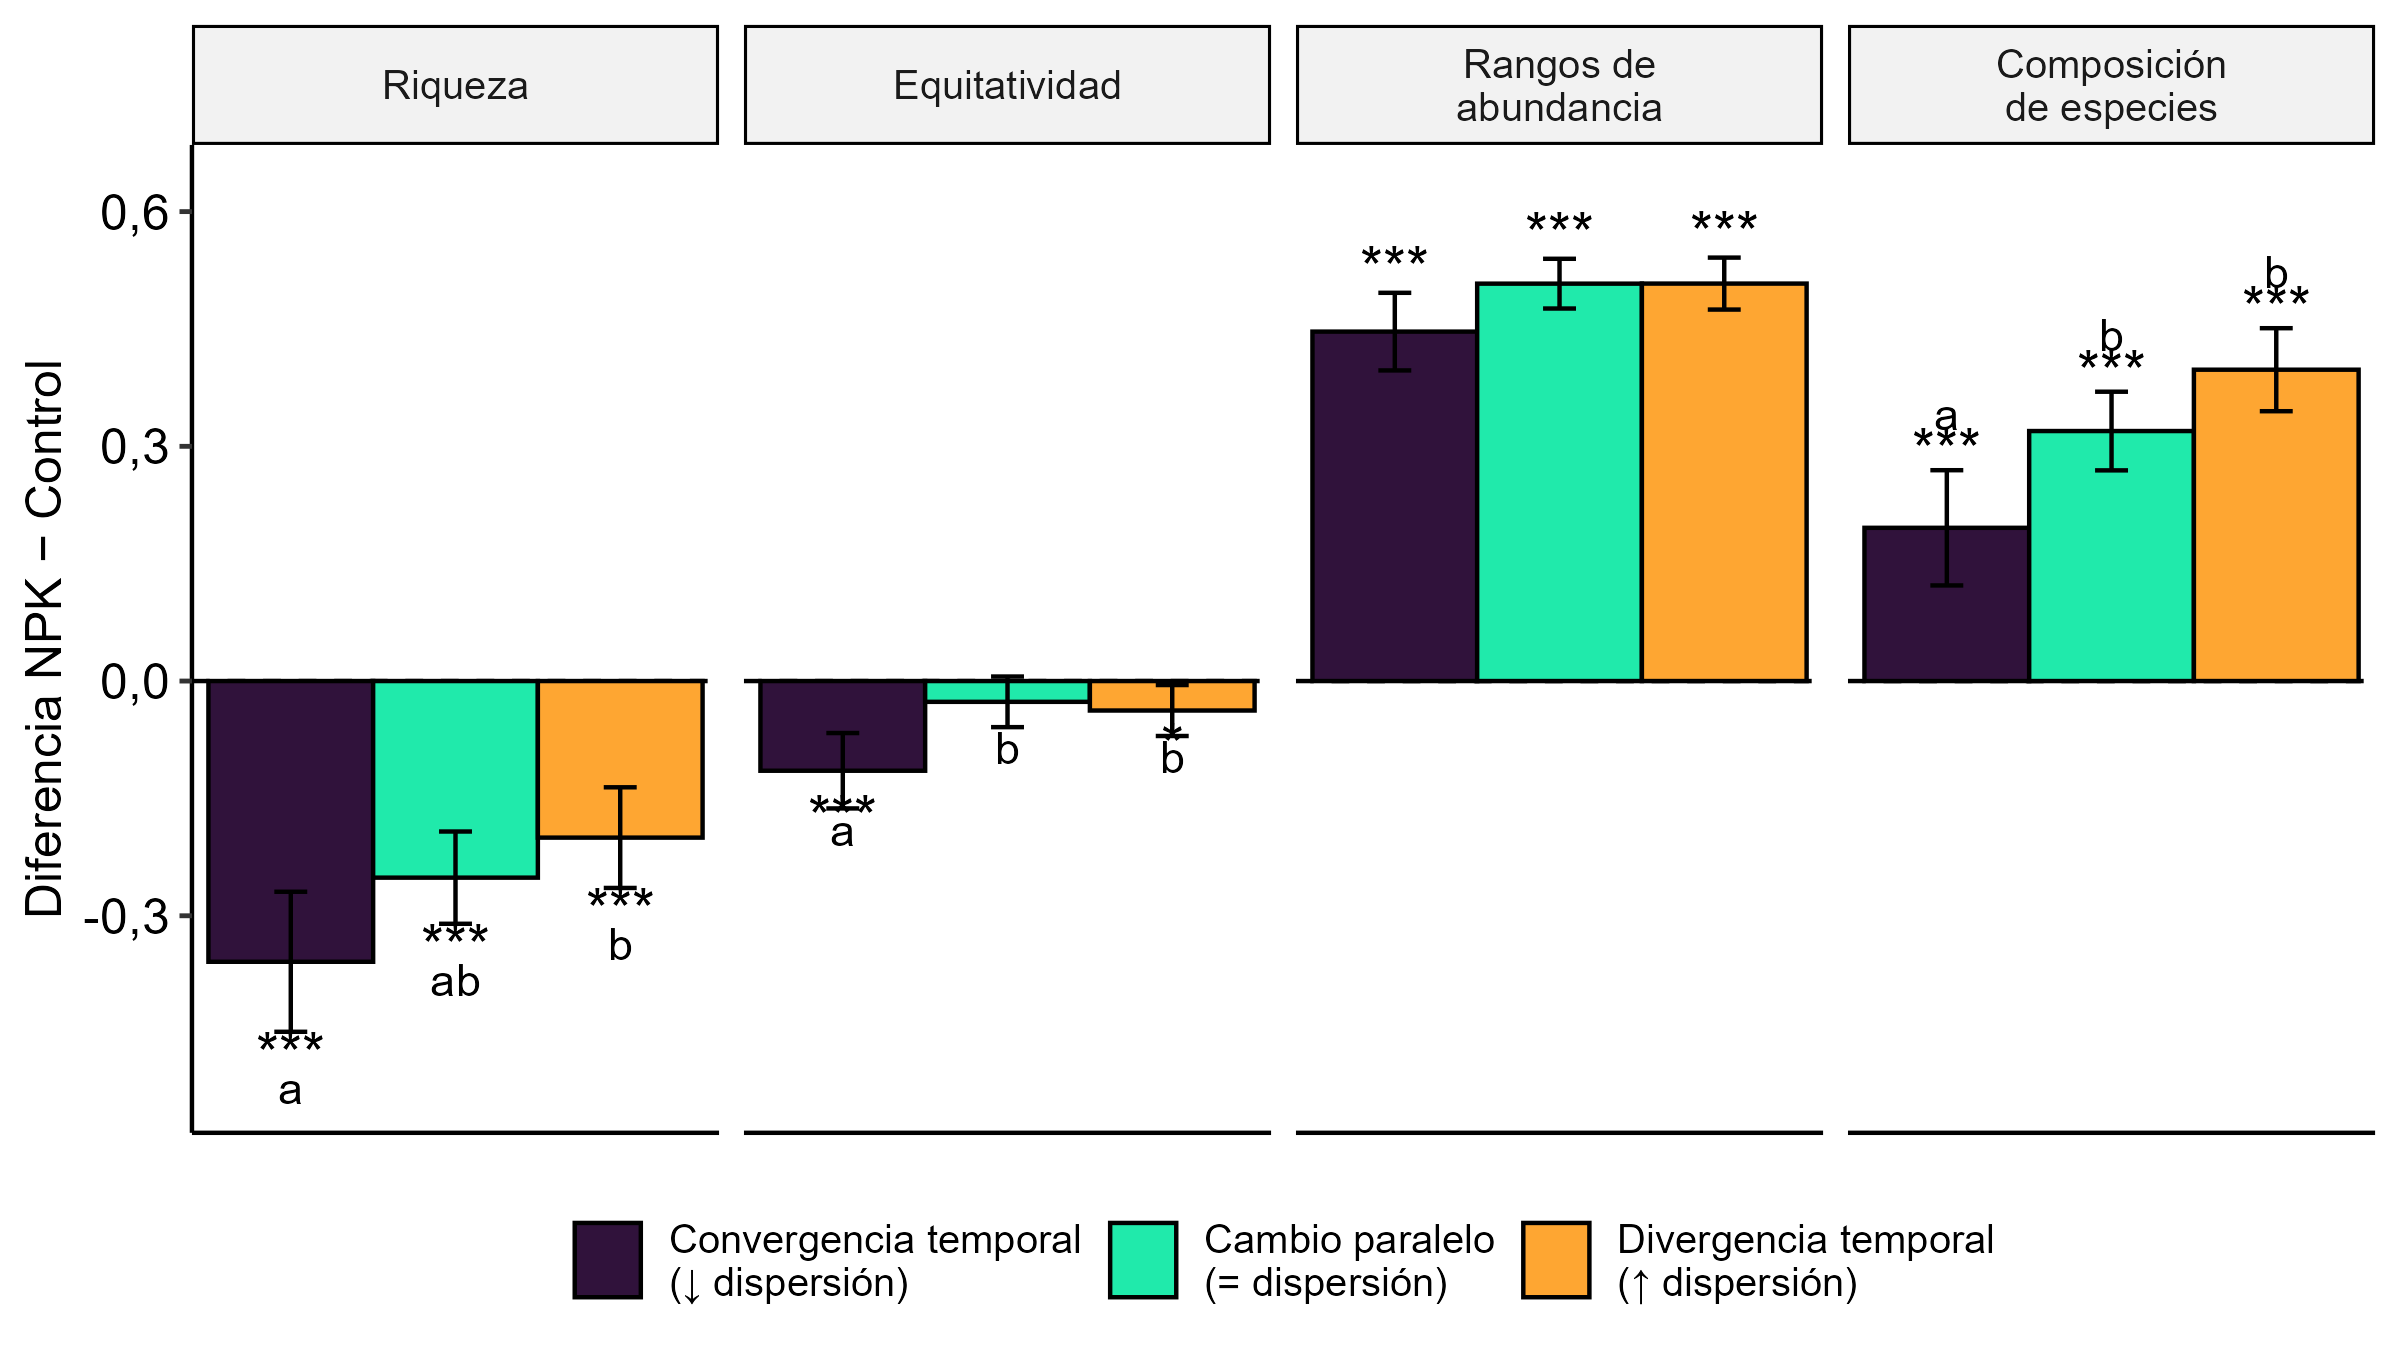 Riqueza
Equitatividad
Rangos de
abundancia
Composición
de especies
Diferencia NPK − Control
0,6
0,3
0,0
-0,3
***
a
***
ab
***
b
***
a
b
*
b
***
***
***
a
***
b
***
b
***
Convergencia temporal
(↓ dispersión)
Cambio paralelo
(= dispersión)
Divergencia temporal
(↑ dispersión)